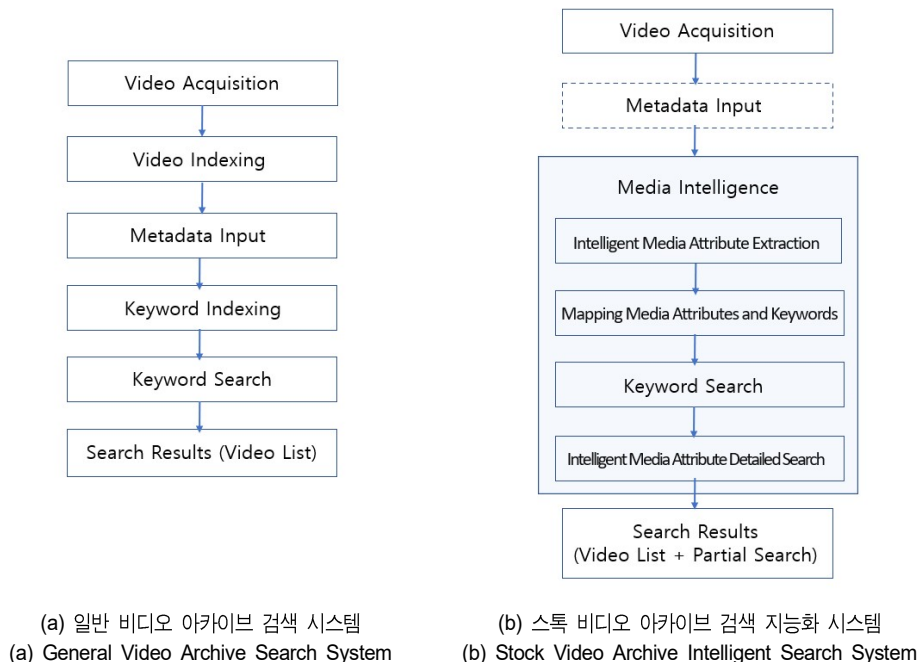 Video Acquisition
Video Indexing
Metadata Input
Keyword Indexing
Keyword Search
Search Results (Video List)
(a) 일반 비디오 아카이브 검색 시스템
(a) General Video Archive Search System
Video Acquisition
Metadata Input
Media Intelligence
Intelligent Media Attribute Extraction
Mapping Media Attributes and Keywords
Keyword Search
Intelligent Media Attribute Detailed Search
Search Results
(Video List + Partial Search)
(b) 스톡 비디오 아카이브 검색 지능화 시스템
(b) Stock Video Archive Intelligent Search System